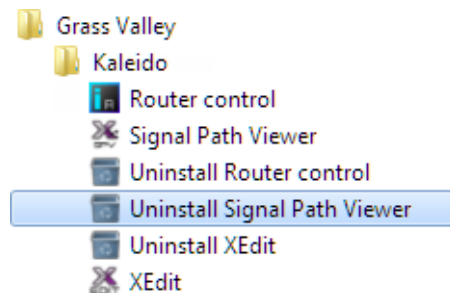 Grass Valley
Kaleido
Router control
Signal Path Viewer
Uninstall Router control
Uninstall Signal Path Viewer
Uninstall XEdit
XEdit